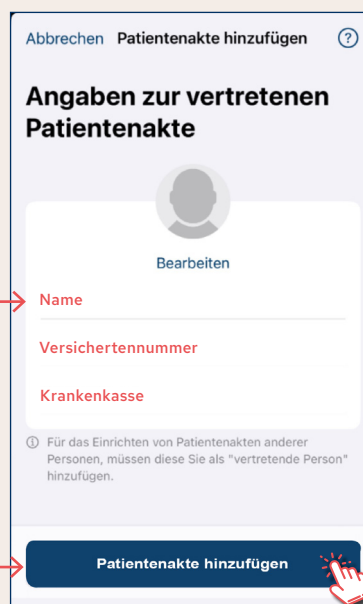 Abbrechen Patientenakte hinzufügen ?
Angaben zur vertretenen
Patientenakte
Bearbeiten
Name
Versichertennummer
Krankenkasse
Für das Einrichten von Patientenakten anderer
Personen, müssen diese Sie als "vertretende Person"
hinzufügen.
Patientenakte hinzufügen